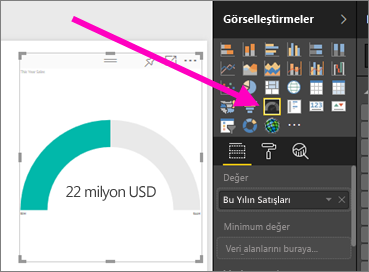 Görselleştirmeler
This Year Sales
22 milyon USD
Değer
Bu Yılın Satışları
Minimum değer
Veri alanlarını buraya...